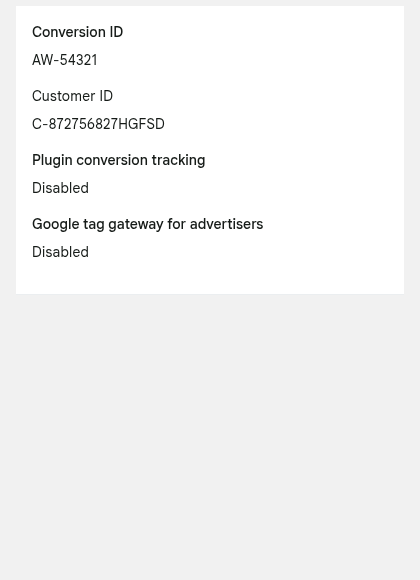 Conversion ID
AW-54321
Customer ID
C-872756827HGFSD
Plugin conversion tracking
Disabled
Google tag gateway for advertisers
Disabled